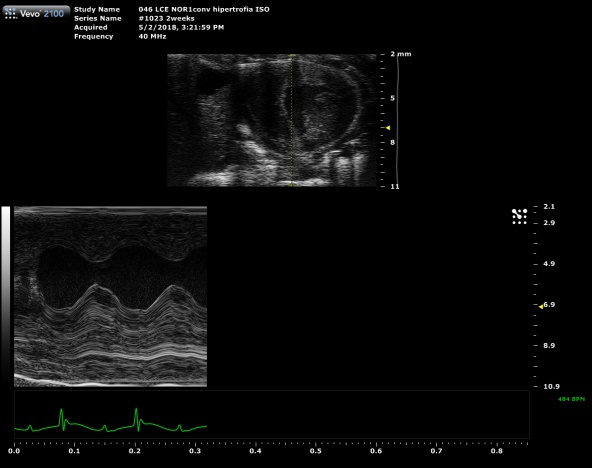 Vevo 2100
Study Name 046 LCE NOR1conv hipertrofia ISO
Series Name #1023 2weeks
Acquired 5/2/2018, 3:21:59 PM
Frequency 40 MHz
2 mm
5
8
11
2.1
2.9
4.9
6.9
8.9
10.9
484 BPM
0.0 0.1 0.2 0.3 0.4 0.5 0.6 0.7 0.8